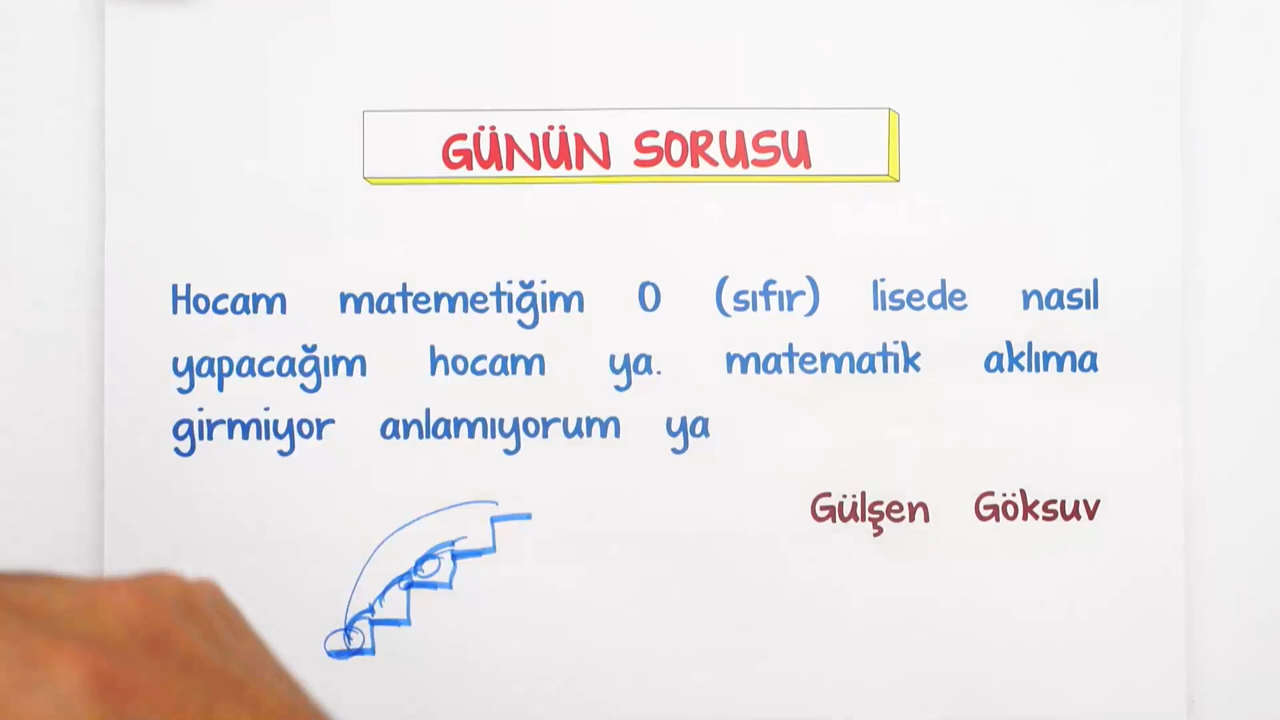 GÜNÜN SORUSU
Hocam matemetiğim 0 (sıfır) lisede nasıl
yapacağım hocam ya. matematik aklıma
girmiyor anlamıyorum ya
Gülşen Göksuv